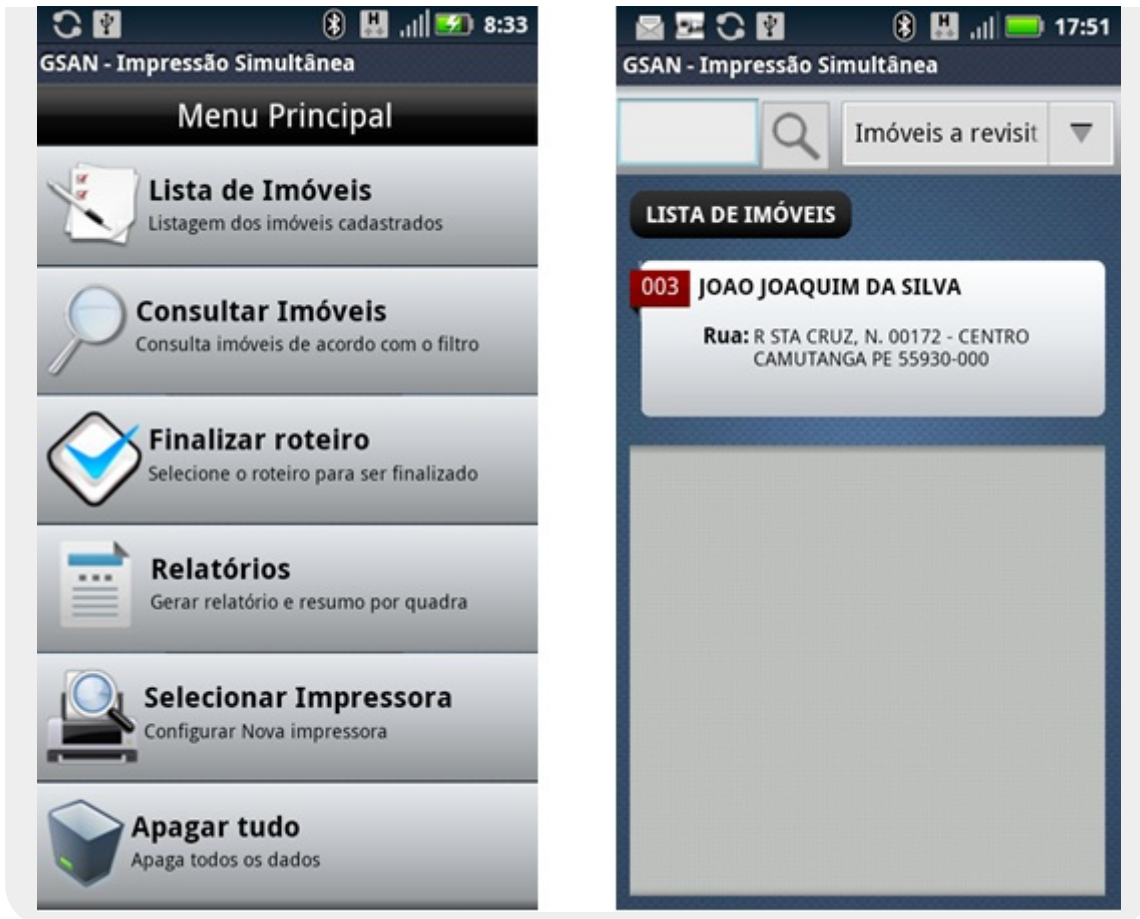 8:33
GSAN - Impressão Simultânea
Menu Principal
Lista de Imóveis
Listagem dos imóveis cadastrados
Consultar Imóveis
Consulta imóveis de acordo com o filtro
Finalizar roteiro
Selecione o roteiro para ser finalizado
Relatórios
Gerar relatório e resumo por quadra
Selecionar Impressora
Configurar Nova impressora
Apagar tudo
Apaga todos os dados
H 17:51
GSAN - Impressão Simultânea
Imóveis a revisit
LISTA DE IMÓVEIS
003 JOAO JOAQUIM DA SILVA
Rua: R STA CRUZ, N. 00172 - CENTRO
CAMUTANGA PE 55930-000